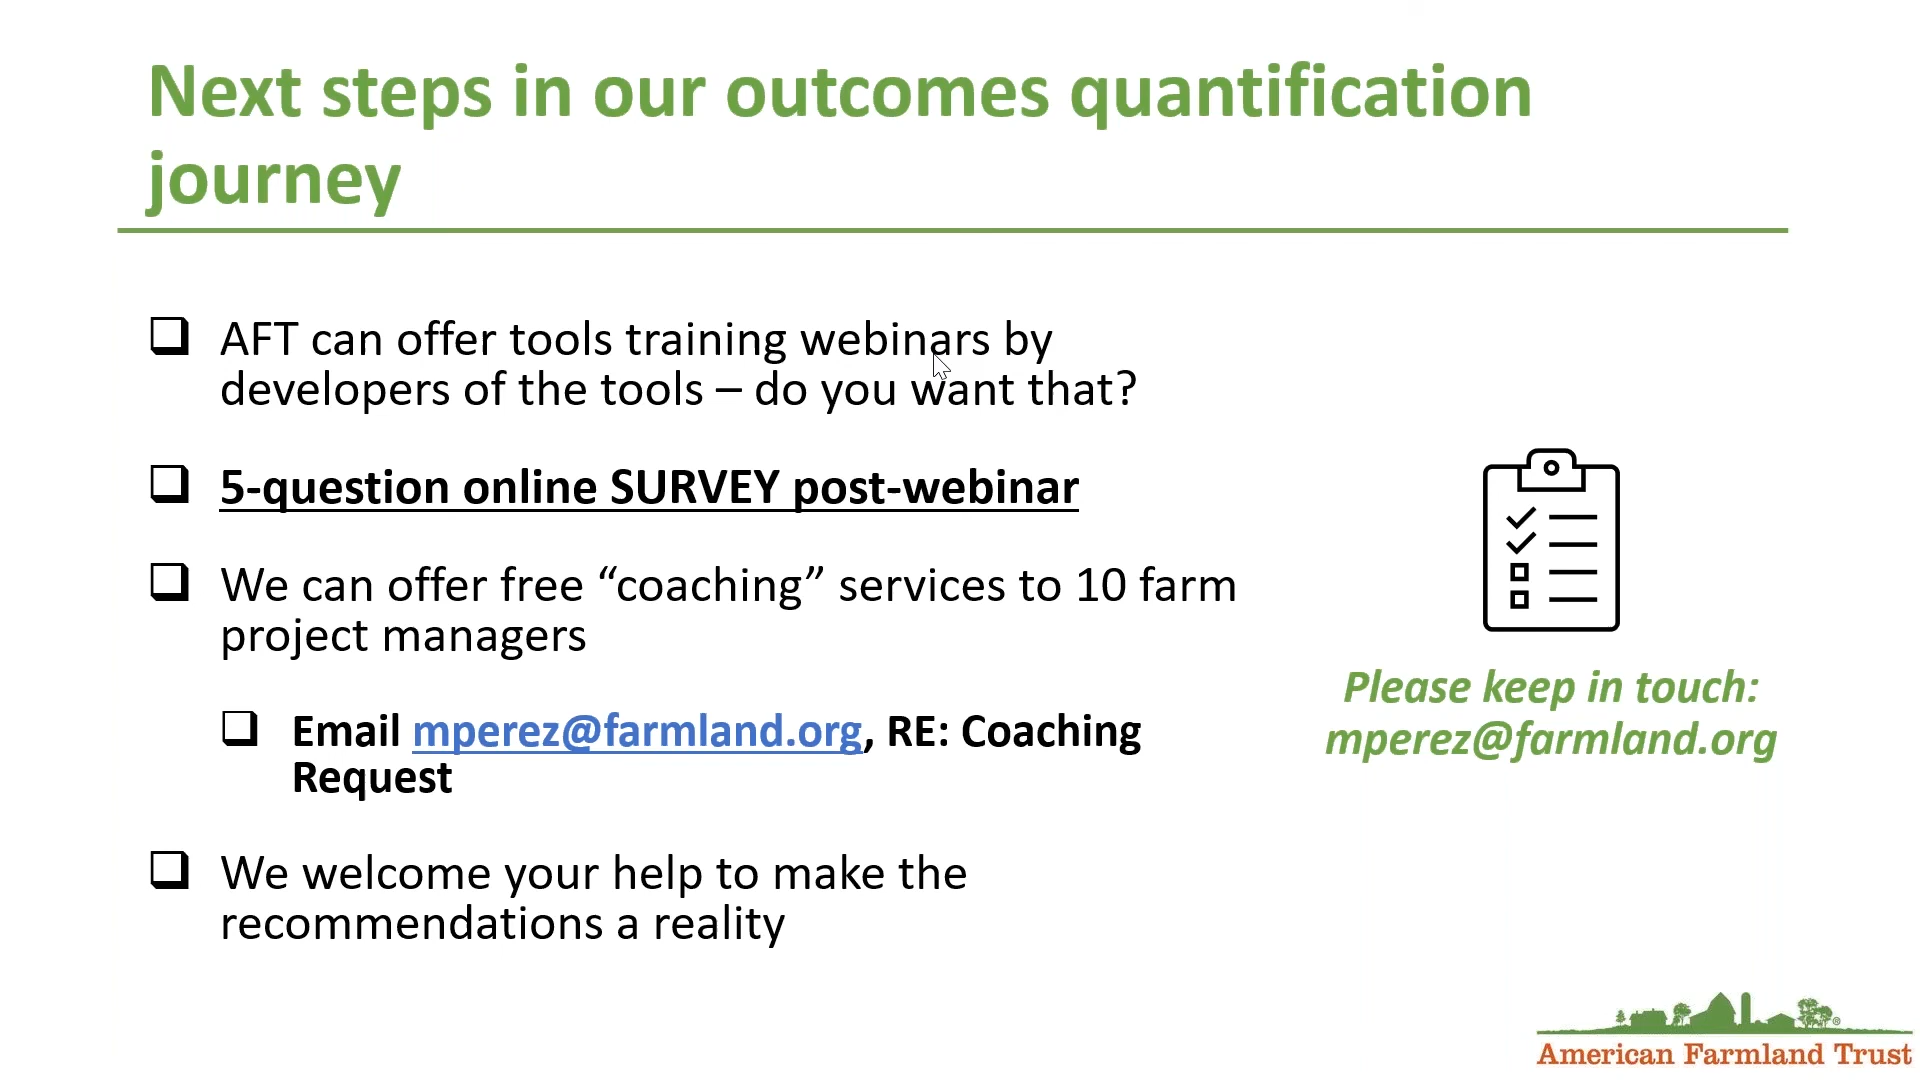 Next steps in our outcomes quantification
journey
AFT can offer tools training webinars by
developers of the tools – do you want that?
5-question online SURVEY post-webinar
We can offer free “coaching” services to 10 farm
project managers
Email mperez@farmland.org, RE: Coaching
Request
We welcome your help to make the
recommendations a reality
Please keep in touch:
mperez@farmland.org
American Farmland Trust